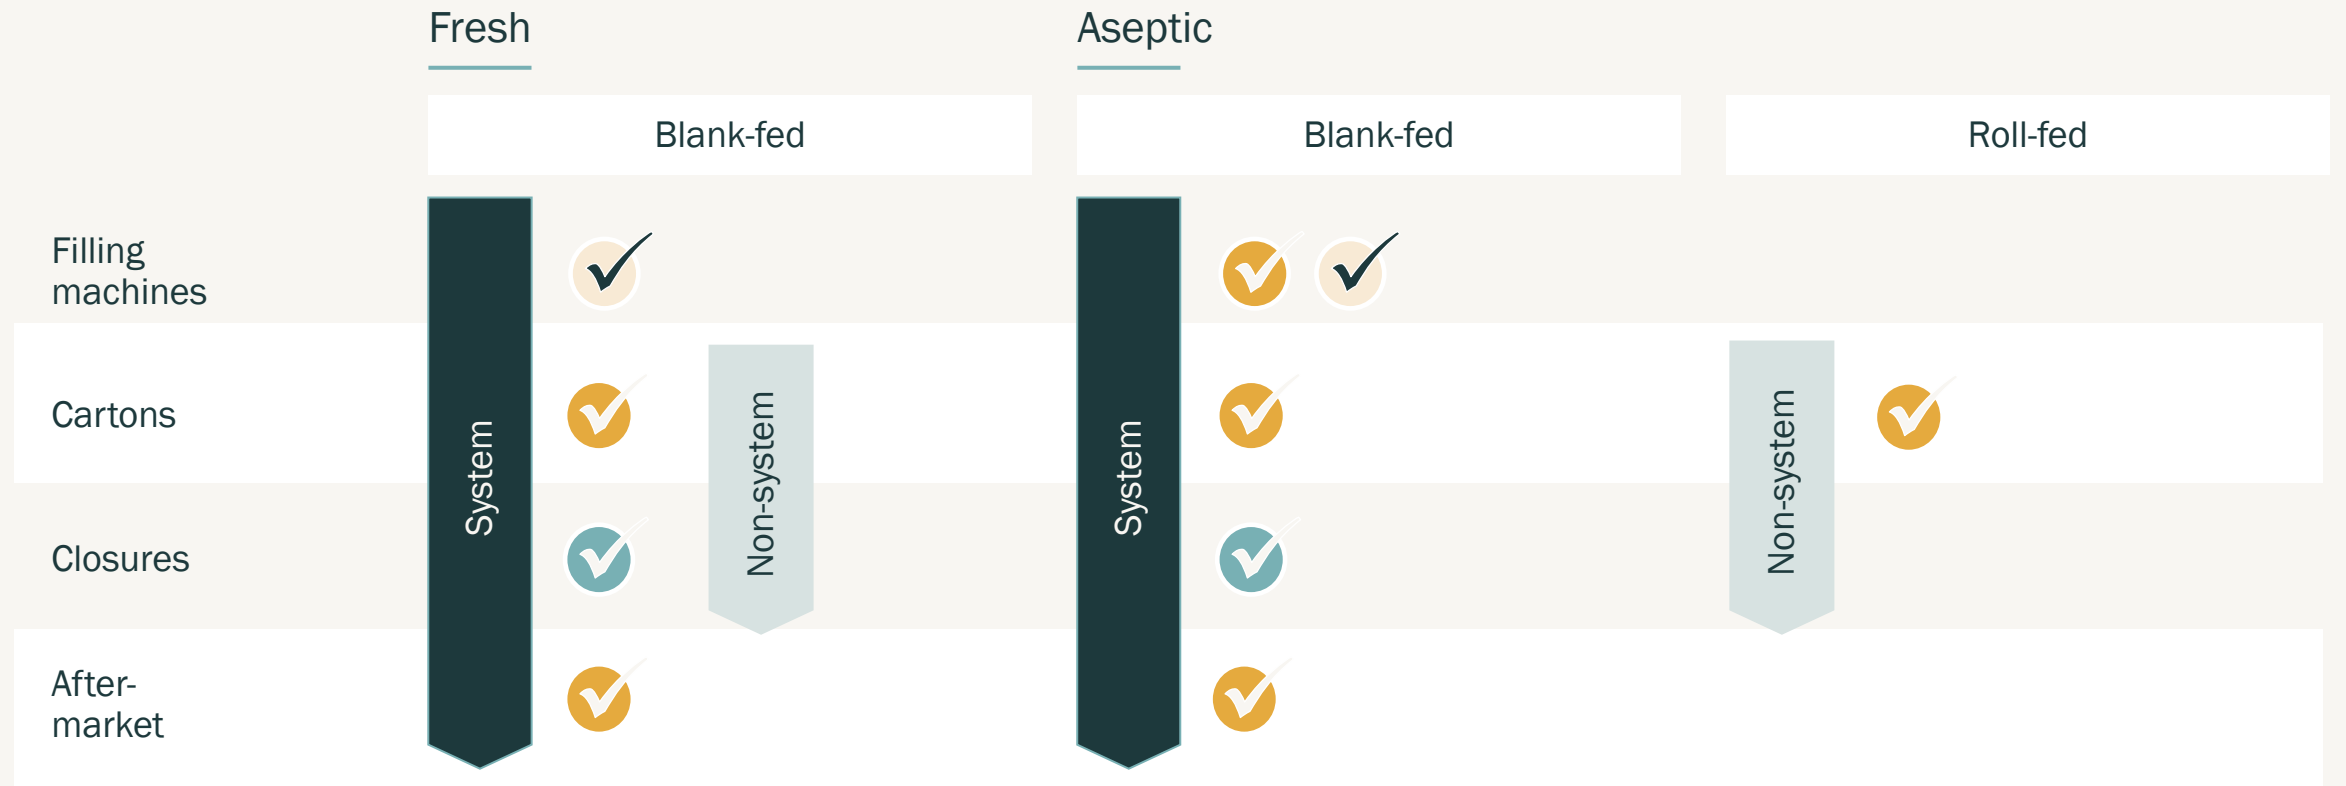 Fresh
Aseptic
Blank-fed
Blank-fed
Roll-fed
Filling
machines
Cartons
Closures
After-
market
System
Non-system
System
Non-system